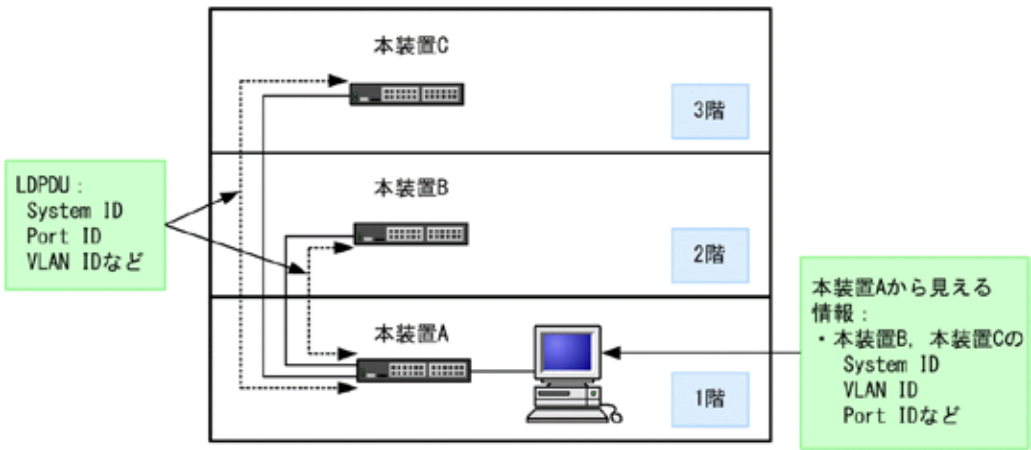 本装置C
3階
LDPDU：
System ID
Port ID
VLAN IDなど
本装置B
2階
本装置A
1階
本装置Aから見える
情報：
・本装置B, 本装置Cの
System ID
VLAN ID
Port IDなど